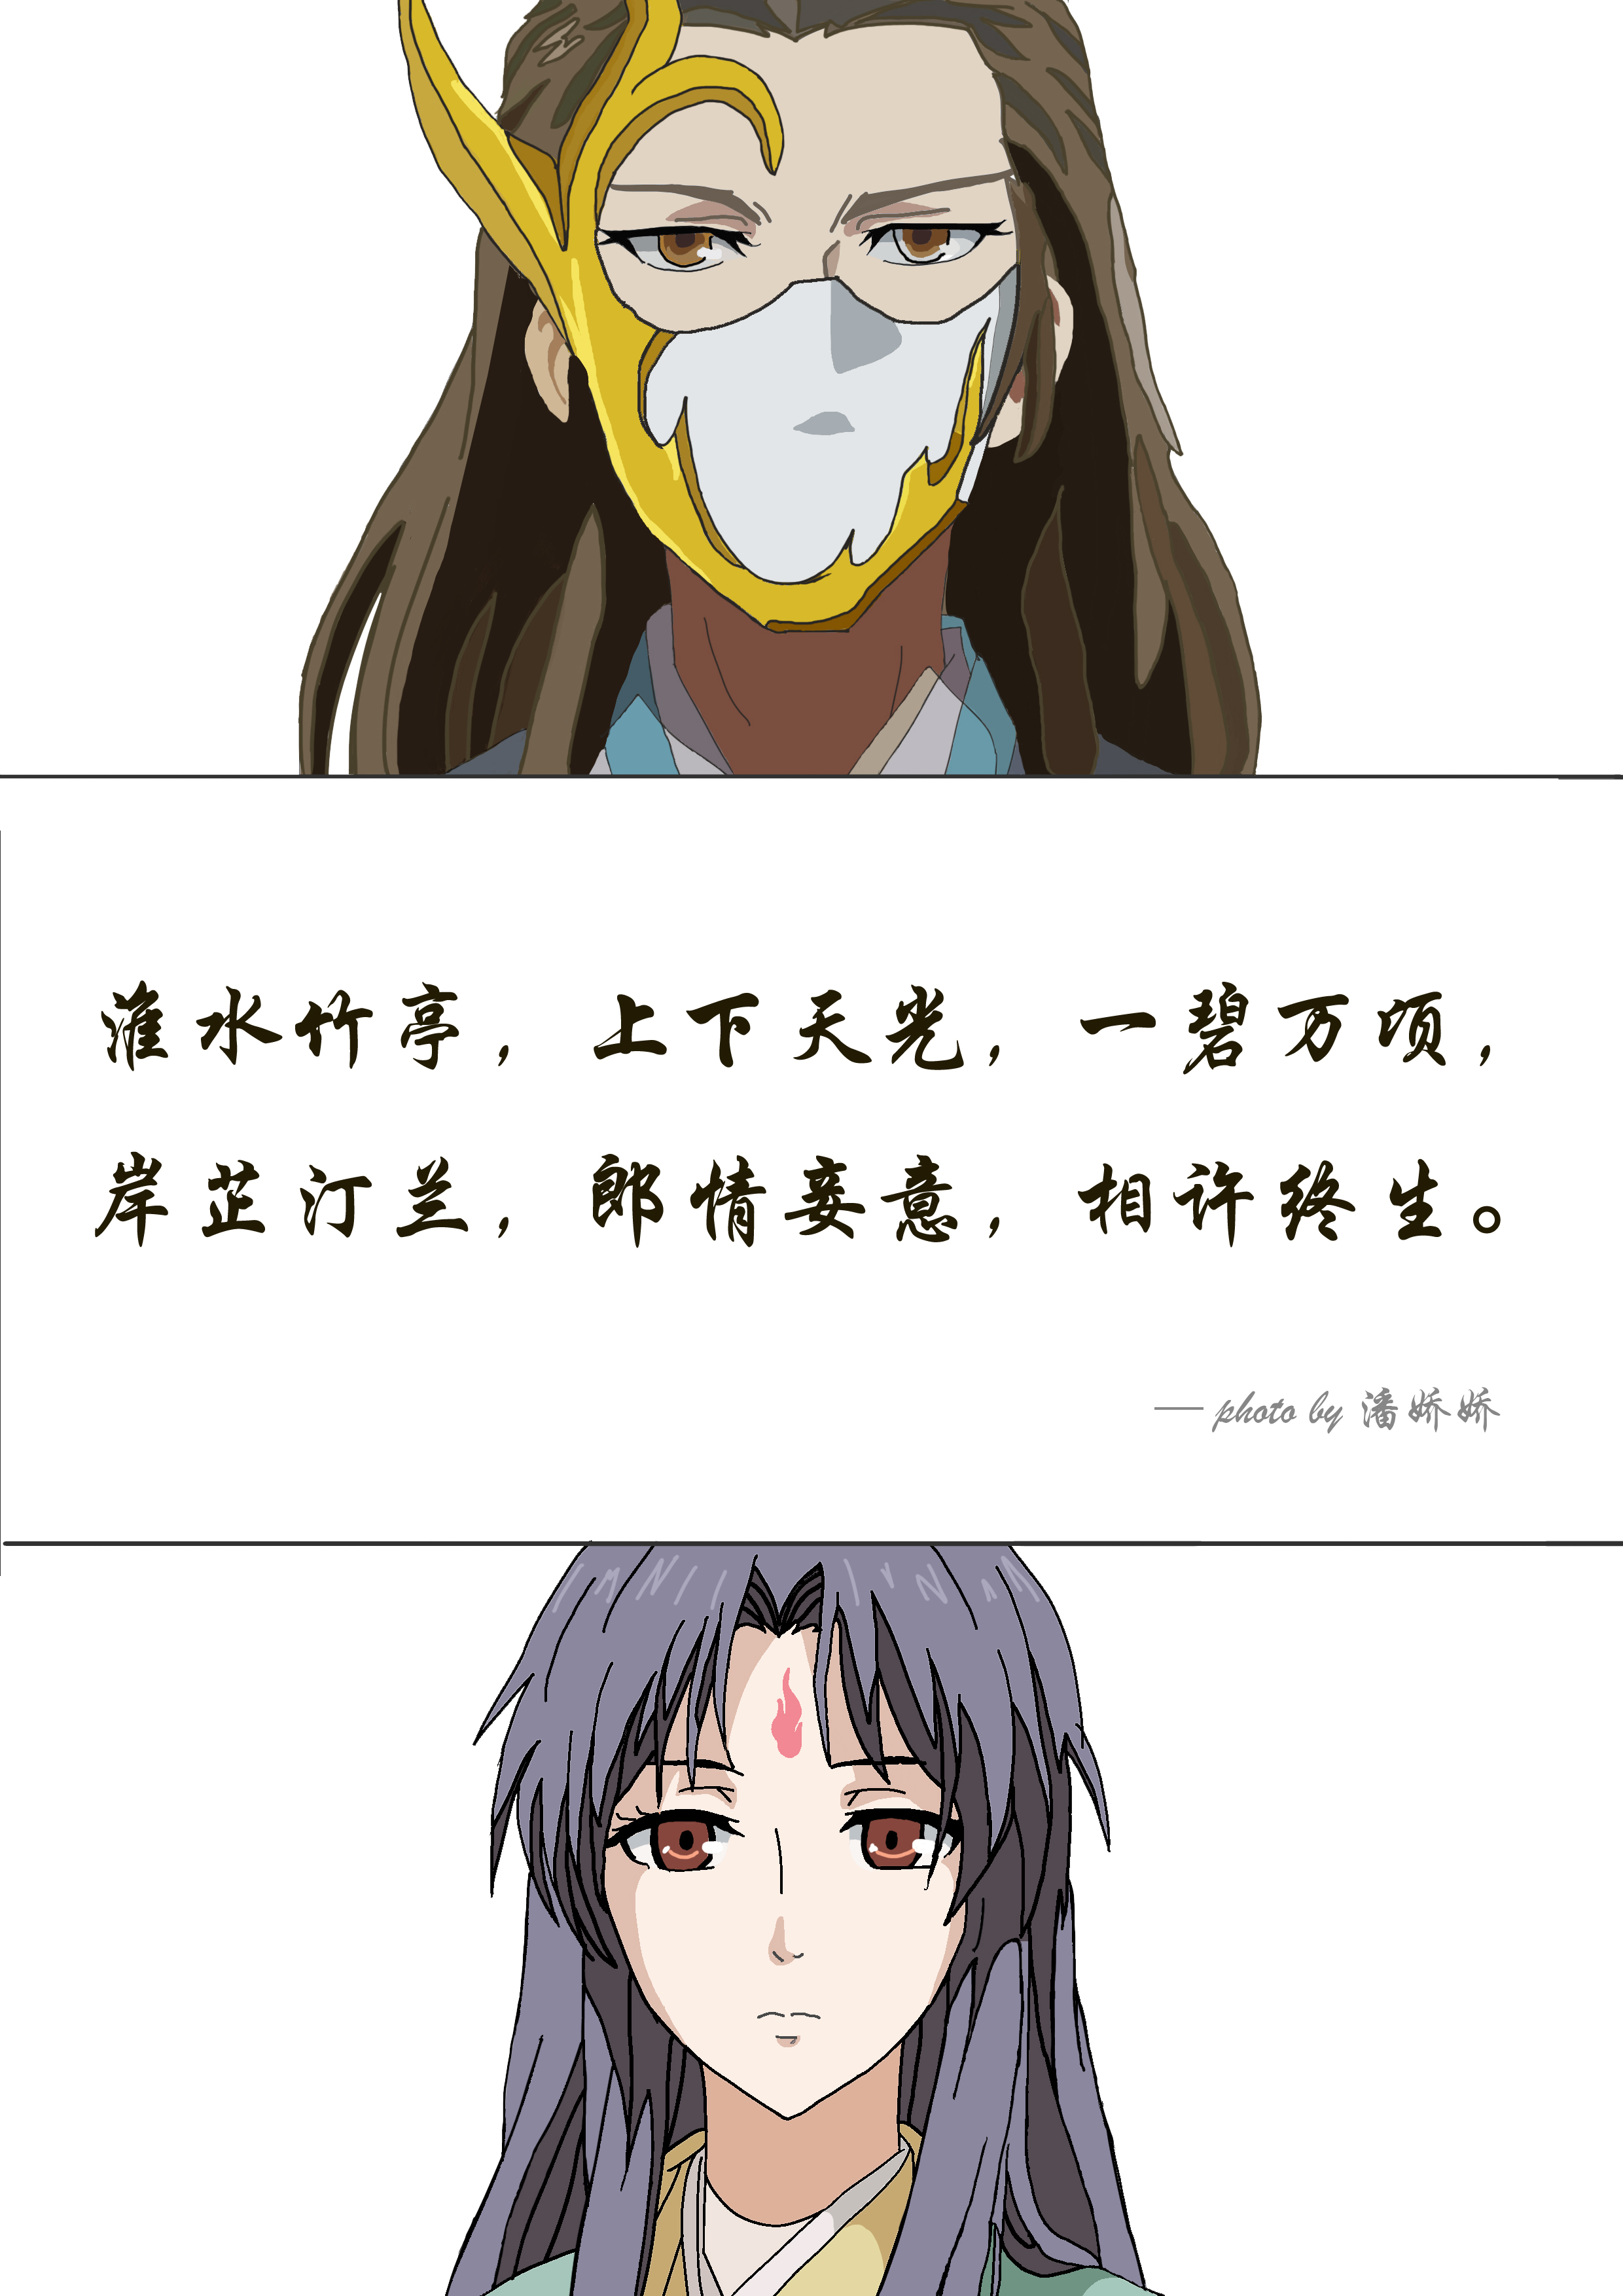 淮水竹亭，上下天光，一碧万顷，
岸芷汀兰，郎情妾意，相许终生。
— photo by 潘娇娇